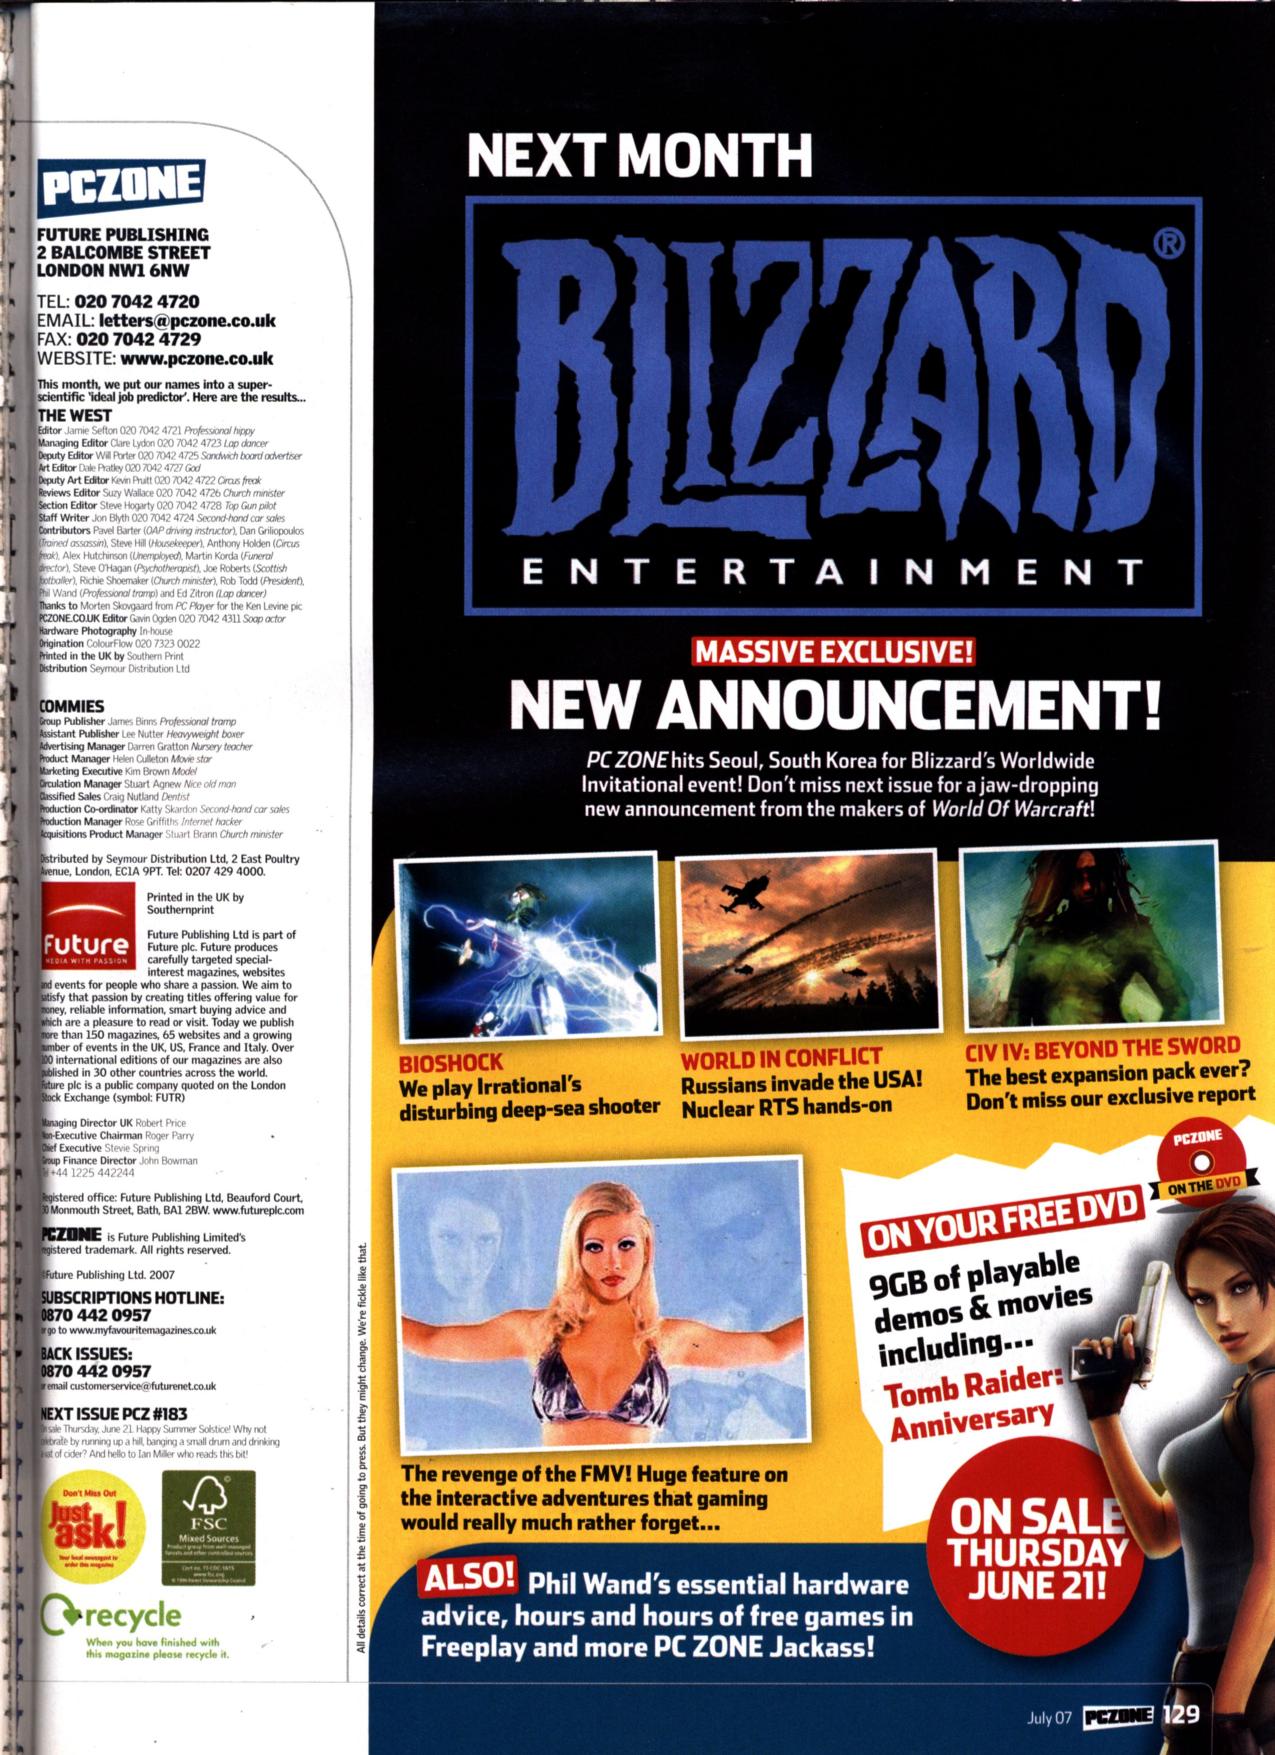 PCZONE
FUTURE PUBLISHING
2 BALCOMBE STREET
LONDON NW1 6NW
TEL: 020 7042 4720
EMAIL: letters@pczone.co.uk
FAX: 020 7042 4729
WEBSITE: www.pczone.co.uk
This month, we put our names into a super-
scientific 'ideal job predictor'. Here are the results...
THE WEST
Editor Jamie Sefton 020 7042 4721 Professional hippy
Managing Editor Clare Lydon 020 7042 4723 Lap dancer
Deputy Editor Will Porter 020 7042 4725 Sandwich board advertiser
Art Editor Dale Pratley 020 7042 4727 God
Deputy Art Editor Kevin Pruitt 020 7042 4722 Circus freak
Reviews Editor Suzy Wallace 020 7042 4726 Church minister
Section Editor Steve Hogarty 020 7042 4728 Top Gun pilot
Staff Writer Jon Blyth 020 7042 4724 Second-hand car sales
Contributors Pavel Barter (OAP driving instructor), Dan Griliopoulos
(Trained assassin), Steve Hill (Housekeeper), Anthony Holden (Circus
freak), Alex Hutchinson (Unemployed), Martin Korda (Funeral
director), Steve O'Hagan (Psychotherapist), Joe Roberts (Scottish
footballer), Richie Shoemaker (Church minister), Rob Todd (President),
Phil Wand (Professional tramp) and Ed Zitron (Lap dancer)
Thanks to Morten Skovgaard from PC Player for the Ken Levine pic
PCZONE.CO.UK Editor Gavin Ogden 020 7042 4311 Soap actor
Hardware Photography In-house
Origination ColourFlow 020 7323 0022
Printed in the UK by Southern Print
Distribution Seymour Distribution Ltd
COMMIES
Group Publisher James Binns Professional tramp
Assistant Publisher Lee Nutter Heavyweight boxer
Advertising Manager Darren Gratton Nursery teacher
Product Manager Helen Culleton Movie star
Marketing Executive Kim Brown Model
Circulation Manager Stuart Agnew Nice old man
Classified Sales Craig Nutland Dentist
Production Co-ordinator Katty Skardon Second-hand car sales
Production Manager Rose Griffiths Internet hacker
Acquisitions Product Manager Stuart Brann Church minister
Distributed by Seymour Distribution Ltd, 2 East Poultry
Avenue, London, EC1A 9PT. Tel: 0207 429 4000.
Future
MEDIA WITH PASSION
Printed in the UK by
Southernprint
Future Publishing Ltd is part of
Future plc. Future produces
carefully targeted special-
interest magazines, websites
and events for people who share a passion. We aim to
satisfy that passion by creating titles offering value for
money, reliable information, smart buying advice and
which are a pleasure to read or visit. Today we publish
more than 150 magazines, 65 websites and a growing
number of events in the UK, US, France and Italy. Over
100 international editions of our magazines are also
published in 30 other countries across the world.
Future plc is a public company quoted on the London
Stock Exchange (symbol: FUTR)
Managing Director UK Robert Price
Non-Executive Chairman Roger Parry
Chief Executive Stevie Spring
Group Finance Director John Bowman
Tel +44 1225 442244
Registered office: Future Publishing Ltd, Beauford Court,
30 Monmouth Street, Bath, BA1 2BW. www.futureplc.com
PCZONE is Future Publishing Limited's
registered trademark. All rights reserved.
©Future Publishing Ltd. 2007
SUBSCRIPTIONS HOTLINE:
0870 442 0957
or go to www.myfavouritemagazines.co.uk
BACK ISSUES:
0870 442 0957
or email customerservice@futurenet.co.uk
NEXT ISSUE PCZ #183
On sale Thursday, June 21. Happy Summer Solstice! Why not
celebrate by running up a hill, banging a small drum and drinking
a vat of cider? And hello to Ian Miller who reads this bit!
Don't Miss Out
Just
ask!
Your local newsagent to
order this magazine
FSC
Mixed Sources
Product group from well-managed
forests and other controlled sources
www.fsc.org
© 1996 Forest Stewardship Council
recycle
When you have finished with
this magazine please recycle it.
All details correct at the time of going to press. But they might change. We're fickle like that.
NEXT MONTH
BLIZZARD®
ENTERTAINMENT
MASSIVE EXCLUSIVE!
NEW ANNOUNCEMENT!
PC ZONE hits Seoul, South Korea for Blizzard's Worldwide
Invitational event! Don't miss next issue for a jaw-dropping
new announcement from the makers of World Of Warcraft!
BIOSHOCK
We play Irrational's
disturbing deep-sea shooter
WORLD IN CONFLICT
Russians invade the USA!
Nuclear RTS hands-on
CIV IV: BEYOND THE SWORD
The best expansion pack ever?
Don't miss our exclusive report
The revenge of the FMV! Huge feature on
the interactive adventures that gaming
would really much rather forget...
PCZONE
ON THE DVD
ON YOUR FREE DVD
9GB of playable
demos & movies
including...
Tomb Raider:
Anniversary
ON SALE
THURSDAY
JUNE 21!
ALSO! Phil Wand's essential hardware
advice, hours and hours of free games in
Freeplay and more PC ZONE Jackass!
July 07 PCZONE 129